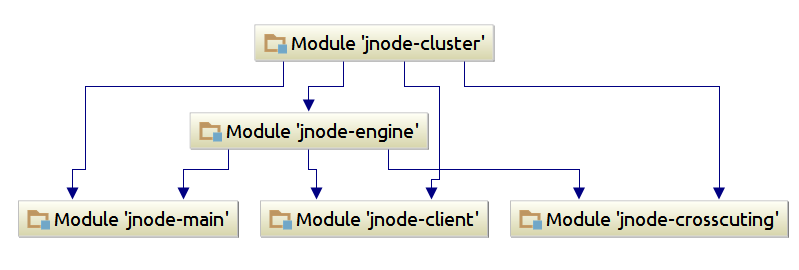 Module 'jnode-cluster'
Module 'jnode-engine'
Module 'jnode-main'
Module 'jnode-client'
Module 'jnode-crosscuting'